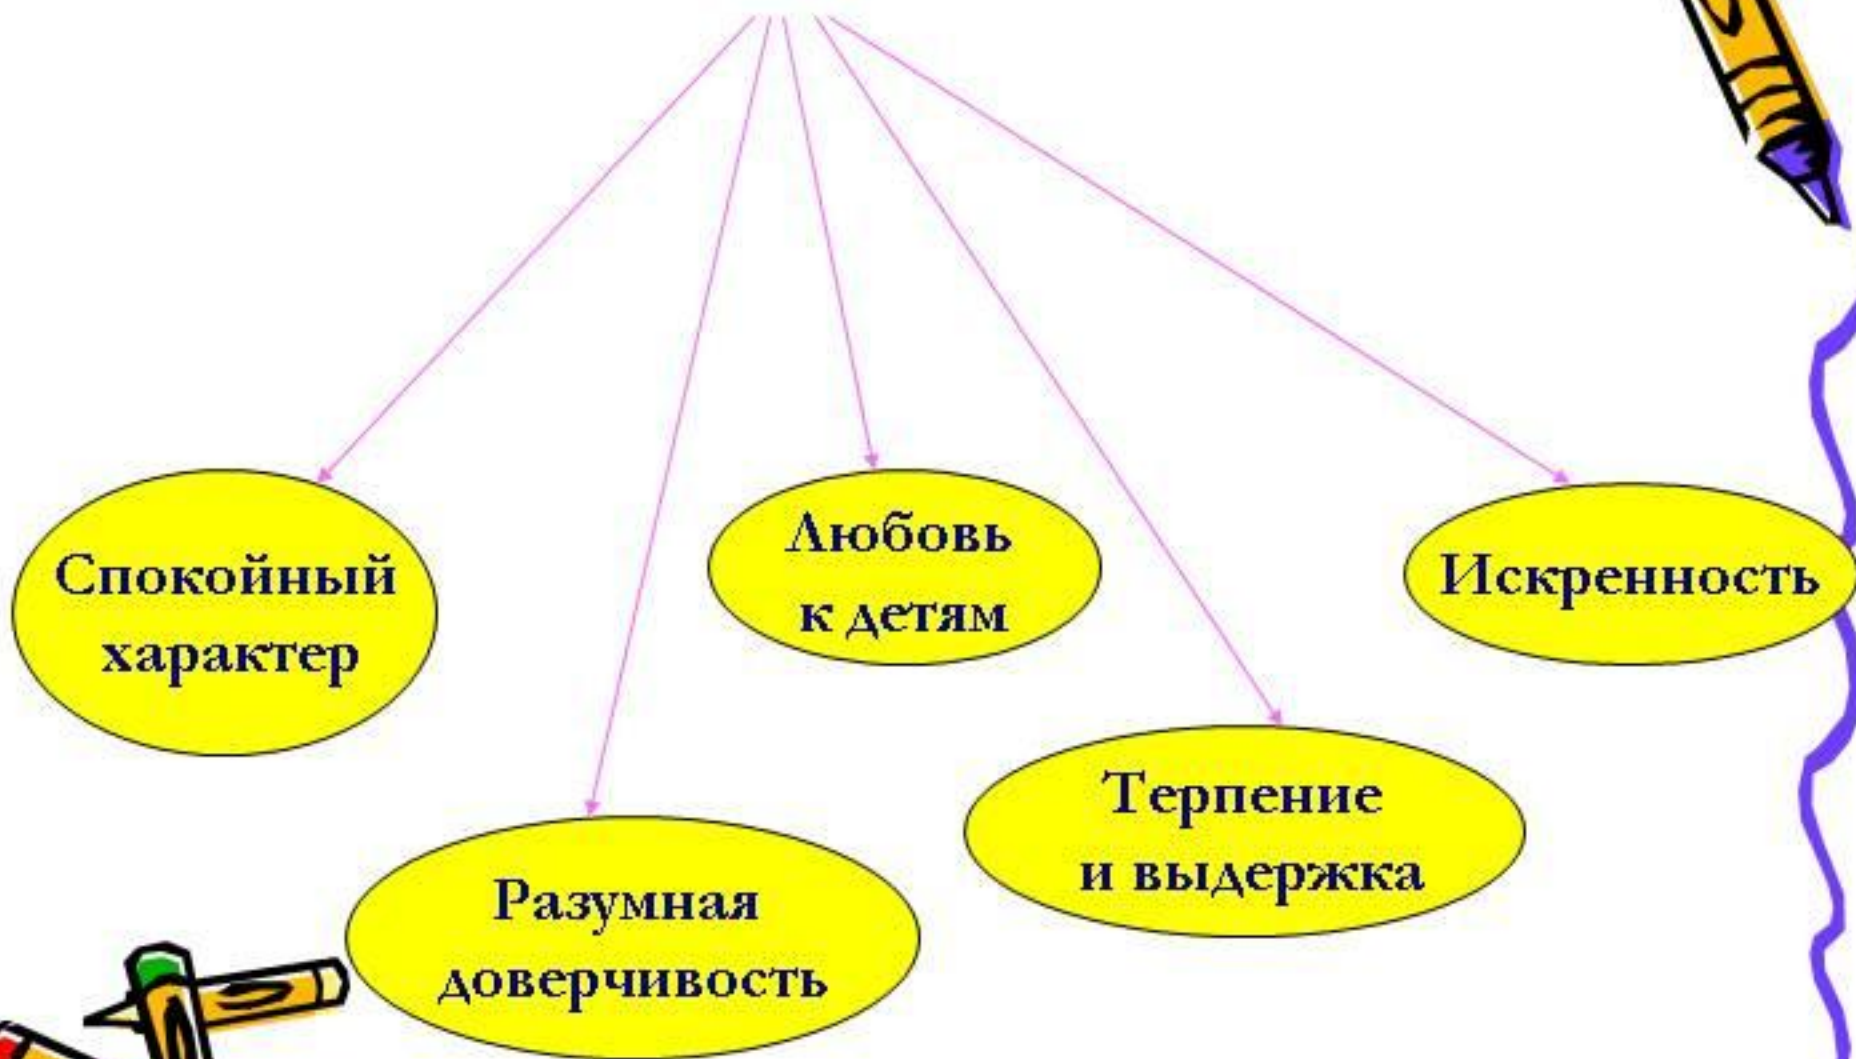 Спокойный
характер
Любовь
к детям
Искренность
Разумная
доверчивость
Терпение
и выдержка